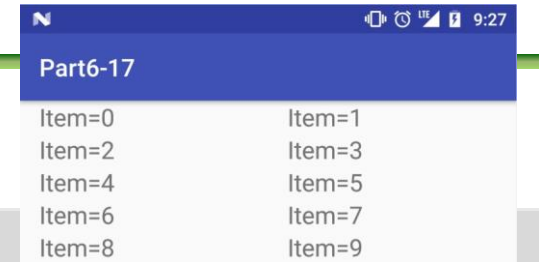 LTE 9:27
Part6-17
Item=0 Item=1
Item=2 Item=3
Item=4 Item=5
Item=6 Item=7
Item=8 Item=9